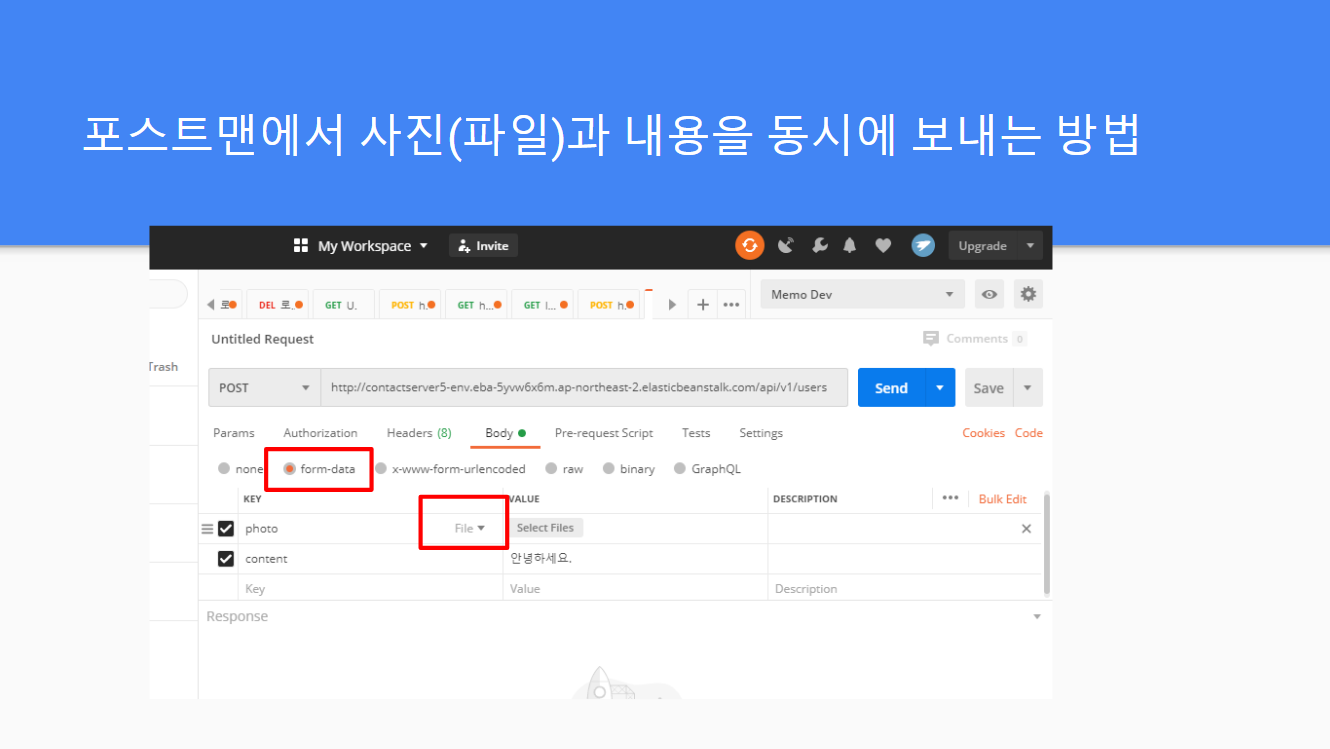 포스트맨에서 사진(파일)과 내용을 동시에 보내는 방법
My Workspace Invite Upgrade
로 DEL 로.. GET U. POST h. GET h... GET l... POST h. + ••• Memo Dev
Untitled Request Comments 0
Trash
POST http://contactserver5-env.eba-5yvw6x6m.ap-northeast-2.elasticbeanstalk.com/api/v1/users Send Save
Params Authorization Headers (8) Body Pre-request Script Tests Settings Cookies Code
none form-data x-www-form-urlencoded raw binary GraphQL
KEY VALUE DESCRIPTION ••• Bulk Edit
photo File Select Files
content 안녕하세요.
Key Value Description
Response